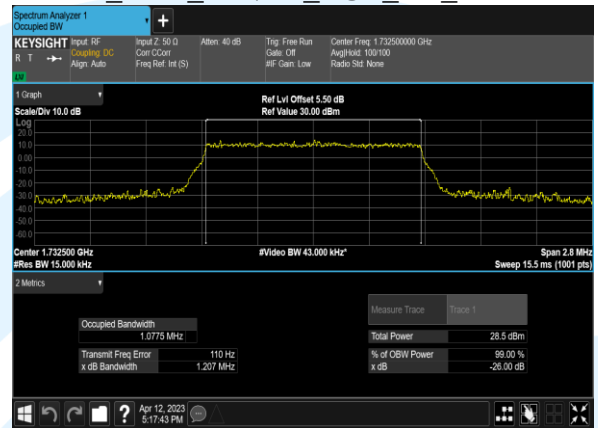 Spectrum Analyzer 1
Occupied BW
+
KEYSIGHT Input: RF Input Z: 50 Ω Atten: 40 dB Trig: Free Run Center Freq: 1.732500000 GHz
R T Coupling: DC Corr CCorr Gate: Off Avg|Hold: 100/100
Align: Auto Freq Ref: Int (S) #IF Gain: Low Radio Std: None
1 Graph
Ref Lvl Offset 5.50 dB
Scale/Div 10.0 dB Ref Value 30.00 dBm
Log
20.0
10.0
0.00
-10.0
-20.0
-30.0
-40.0
-50.0
-60.0
Center 1.732500 GHz #Video BW 43.000 kHz* Span 2.8 MHz
#Res BW 15.000 kHz Sweep 15.5 ms (1001 pts)
2 Metrics
Measure Trace Trace 1
Occupied Bandwidth
1.0775 MHz Total Power 28.5 dBm
Transmit Freq Error 110 Hz % of OBW Power 99.00 %
x dB Bandwidth 1.207 MHz x dB -26.00 dB
? Apr 12, 2023
5:17:43 PM